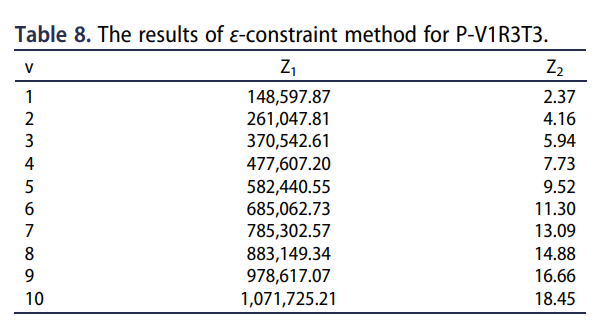 Table 8. The results of ε-constraint method for P-V1R3T3.
v Z₁ Z₂
1 148,597.87 2.37
2 261,047.81 4.16
3 370,542.61 5.94
4 477,607.20 7.73
5 582,440.55 9.52
6 685,062.73 11.30
7 785,302.57 13.09
8 883,149.34 14.88
9 978,617.07 16.66
10 1,071,725.21 18.45